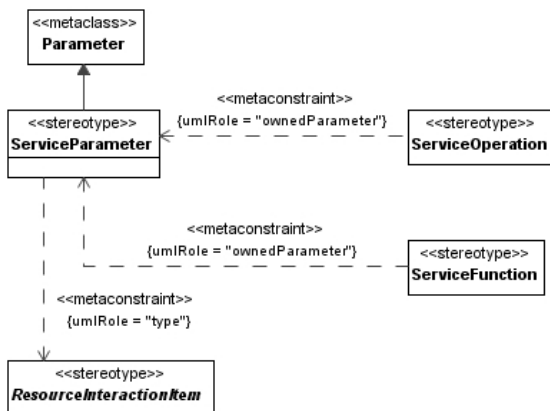 <<metaclass>>
Parameter
<<stereotype>>
ServiceParameter
<<metaconstraint>>
{umlRole = "ownedParameter"}
<<stereotype>>
ServiceOperation
<<metaconstraint>>
{umlRole = "ownedParameter"}
<<stereotype>>
ServiceFunction
<<metaconstraint>>
{umlRole = "type"}
<<stereotype>>
ResourceInteractionItem